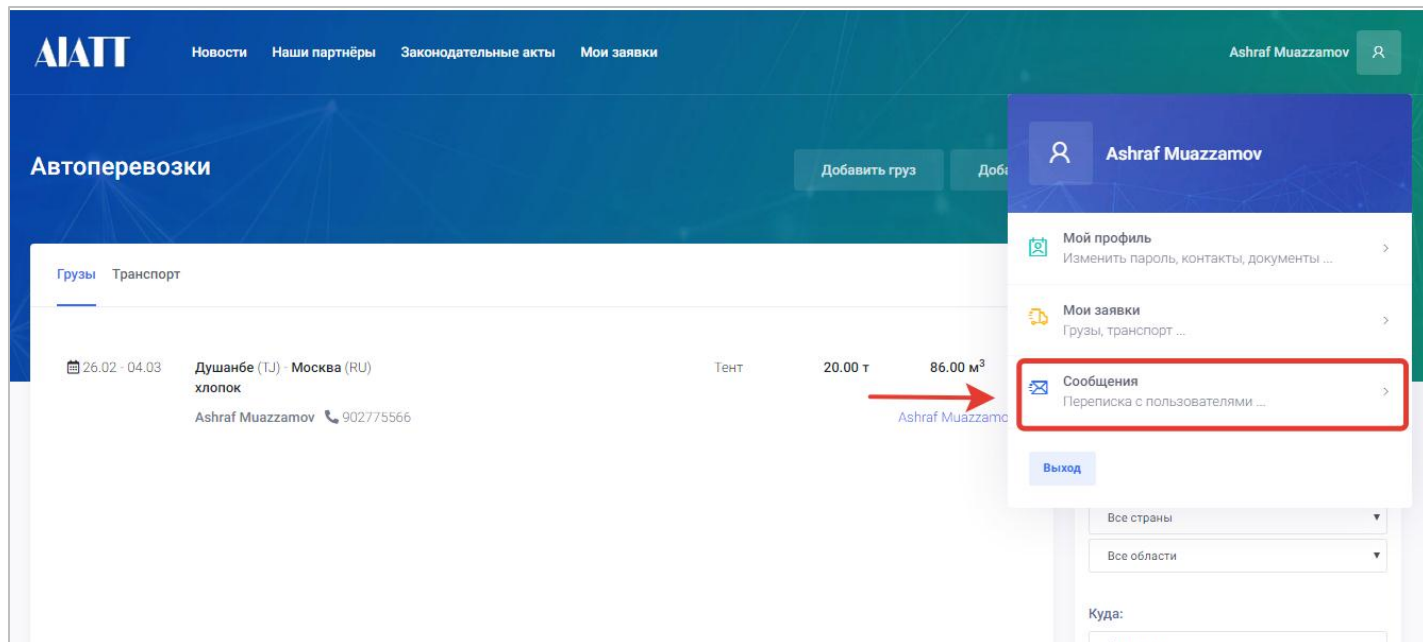 AIATT
Новости Наши партнёры Законодательные акты Мои заявки
Ashraf Muazzamov
Автоперевозки
Добавить груз
Ashraf Muazzamov
Мой профиль
Изменить пароль, контакты, документы ...
Мои заявки
Грузы, транспорт ...
Сообщения
Переписка с пользователями ...
Выход
Грузы Транспорт
26.02 - 04.03 Душанбе (TJ) - Москва (RU) Тент 20.00 т 86.00 м³
хлопок
Ashraf Muazzamov 902775566
Все страны
Все области
Куда: